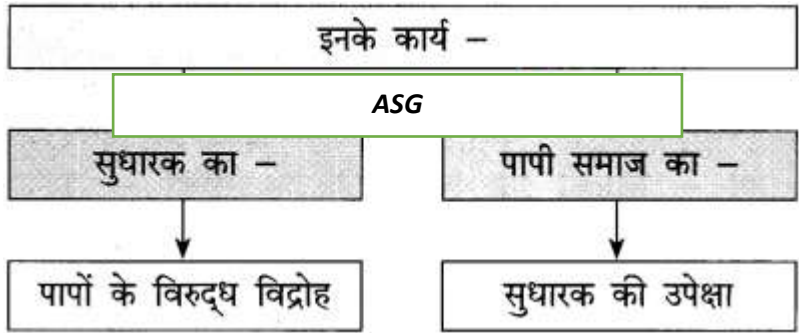 इनके कार्य –
ASG
सुधारक का –
पापी समाज का –
पापों के विरुद्ध विद्रोह
सुधारक की उपेक्षा